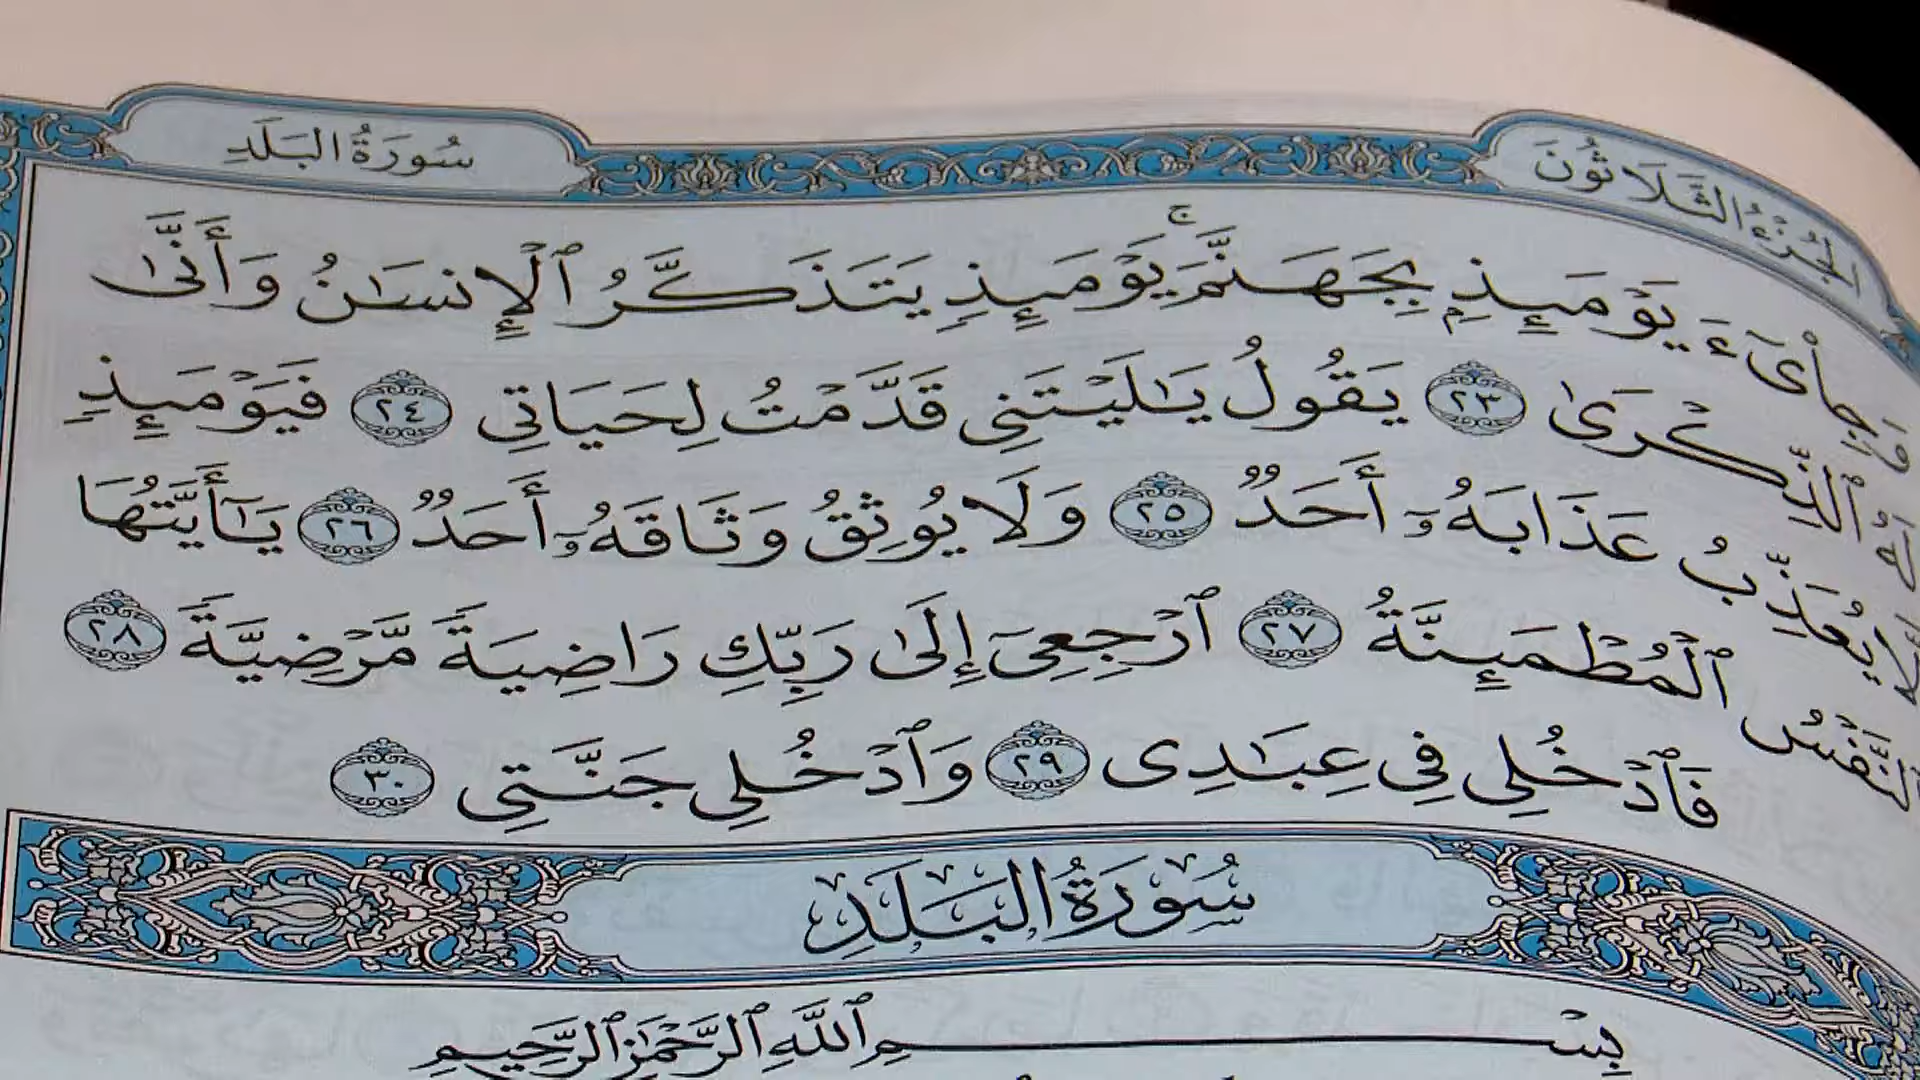 الجُزْءُ الثَّلَاثُونَ
سُورَةُ البَلَدِ
وَجِاْىٓءَ يَوْمَئِذِۭ بِجَهَنَّمَۚ يَوْمَئِذٍ يَتَذَكَّرُ ٱلْإِنسَٰنُ وَأَنَّىٰ
ٱلذِّكْرَىٰ ٢٣ يَقُولُ يَٰلَيْتَنِى قَدَّمْتُ لِحَيَاتِى ٢٤ فَيَوْمَئِذٍ
لَّا يُعَذِّبُ عَذَابَهُۥٓ أَحَدٌ ٢٥ وَلَا يُوثِقُ وَثَاقَهُۥٓ أَحَدٌ ٢٦ يَٰٓأَيَّتُهَا
ٱلنَّفْسُ ٱلْمُطْمَئِنَّةُ ٢٧ ٱرْجِعِىٓ إِلَىٰ رَبِّكِ رَاضِيَةً مَّرْضِيَّةً ٢٨
فَٱدْخُلِى فِى عِبَٰدِى ٢٩ وَٱدْخُلِى جَنَّتِى ٣٠
سُورَةُ البَلَدِ
بِسْمِ ٱللَّهِ ٱلرَّحْمَٰنِ ٱلرَّحِيمِ